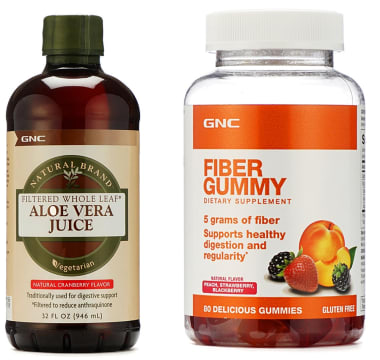 GNC
NATURAL BRAND
FILTERED WHOLE LEAF*
ALOE VERA
JUICE
Vegetarian
NATURAL CRANBERRY FLAVOR
Traditionally used for digestive support
*Filtered to reduce anthraquinone
32 FL OZ (946 mL)
GNC
FIBER
GUMMY
DIETARY SUPPLEMENT
5 grams of fiber
Supports healthy
digestion and
regularity*
NATURAL FLAVOR
PEACH, STRAWBERRY,
BLACKBERRY
80 DELICIOUS GUMMIES
GLUTEN FREE